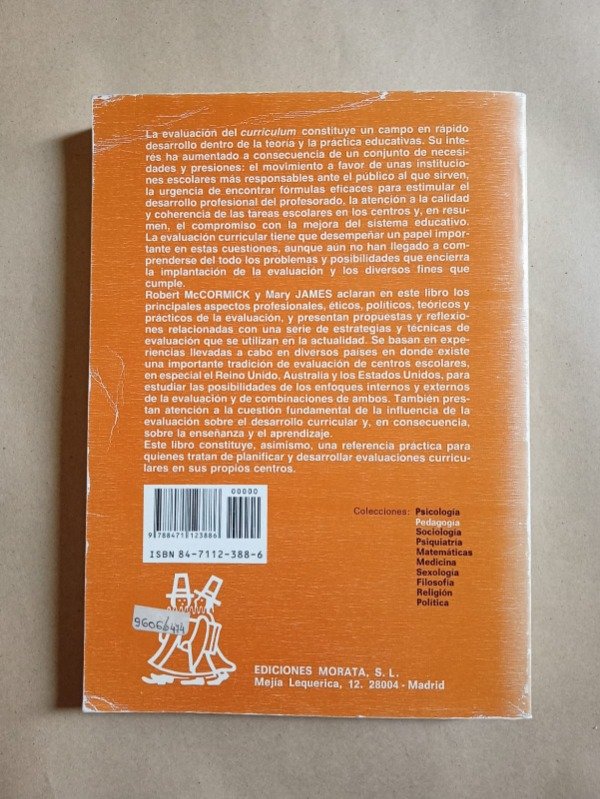 La evaluación del curriculum constituye un campo en rápido
desarrollo dentro de la teoría y la práctica educativas. Su inte-
rés ha aumentado a consecuencia de un conjunto de necesi-
dades y presiones: el movimiento a favor de unas institucio-
nes escolares más responsables ante el público al que sirven,
la urgencia de encontrar fórmulas eficaces para estimular el
desarrollo profesional del profesorado, la atención a la calidad
y coherencia de las tareas escolares en los centros y, en resu-
men, el compromiso con la mejora del sistema educativo.
La evaluación curricular tiene que desempeñar un papel impor-
tante en estas cuestiones, aunque aún no han llegado a com-
prenderse del todo los problemas y posibilidades que encierra
la implantación de la evaluación y los diversos fines que
cumple.
Robert McCORMICK y Mary JAMES aclaran en este libro los
principales aspectos profesionales, éticos, políticos, teóricos y
prácticos de la evaluación, y presentan propuestas y reflexio-
nes relacionadas con una serie de estrategias y técnicas de
evaluación que se utilizan en la actualidad. Se basan en expe-
riencias llevadas a cabo en diversos países en donde existe
una importante tradición de evaluación de centros escolares,
en especial el Reino Unido, Australia y los Estados Unidos, para
estudiar las posibilidades de los enfoques internos y externos
de la evaluación y de combinaciones de ambos. También pres-
tan atención a la cuestión fundamental de la influencia de la
evaluación sobre el desarrollo curricular y, en consecuencia,
sobre la enseñanza y el aprendizaje.
Este libro constituye, asimismo, una referencia práctica para
quienes tratan de planificar y desarrollar evaluaciones curricu-
lares en sus propios centros.
00000
9 788471 123886
ISBN 84-7112-388-6
Colecciones: Psicología
Pedagogía
Sociología
Psiquiatría
Matemáticas
Medicina
Sexología
Filosofía
Religión
Política
96066/474
EDICIONES MORATA, S. L.
Mejía Lequerica, 12. 28004 - Madrid